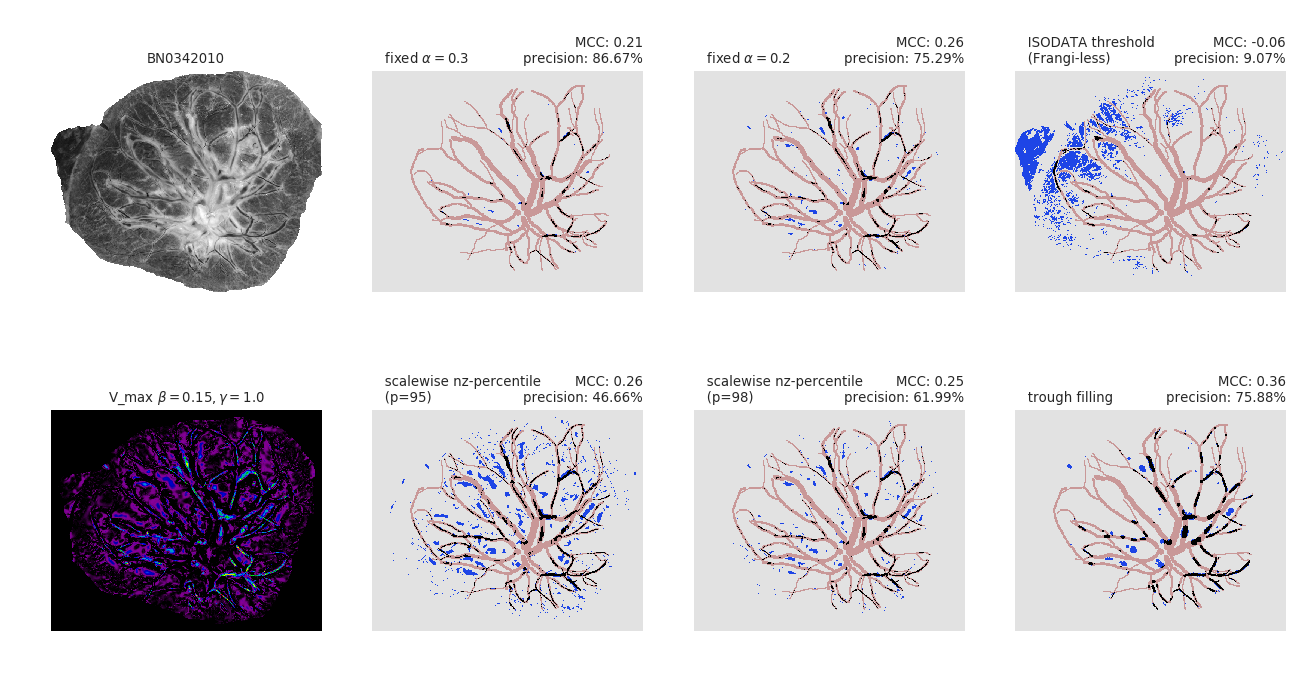 BN0342010
MCC: 0.21
fixed α = 0.3 precision: 86.67%
MCC: 0.26
fixed α = 0.2 precision: 75.29%
ISODATA threshold MCC: -0.06
(Frangi-less) precision: 9.07%
V_max β = 0.15, γ = 1.0
scalewise nz-percentile MCC: 0.26
(p=95) precision: 46.66%
scalewise nz-percentile MCC: 0.25
(p=98) precision: 61.99%
MCC: 0.36
trough filling precision: 75.88%